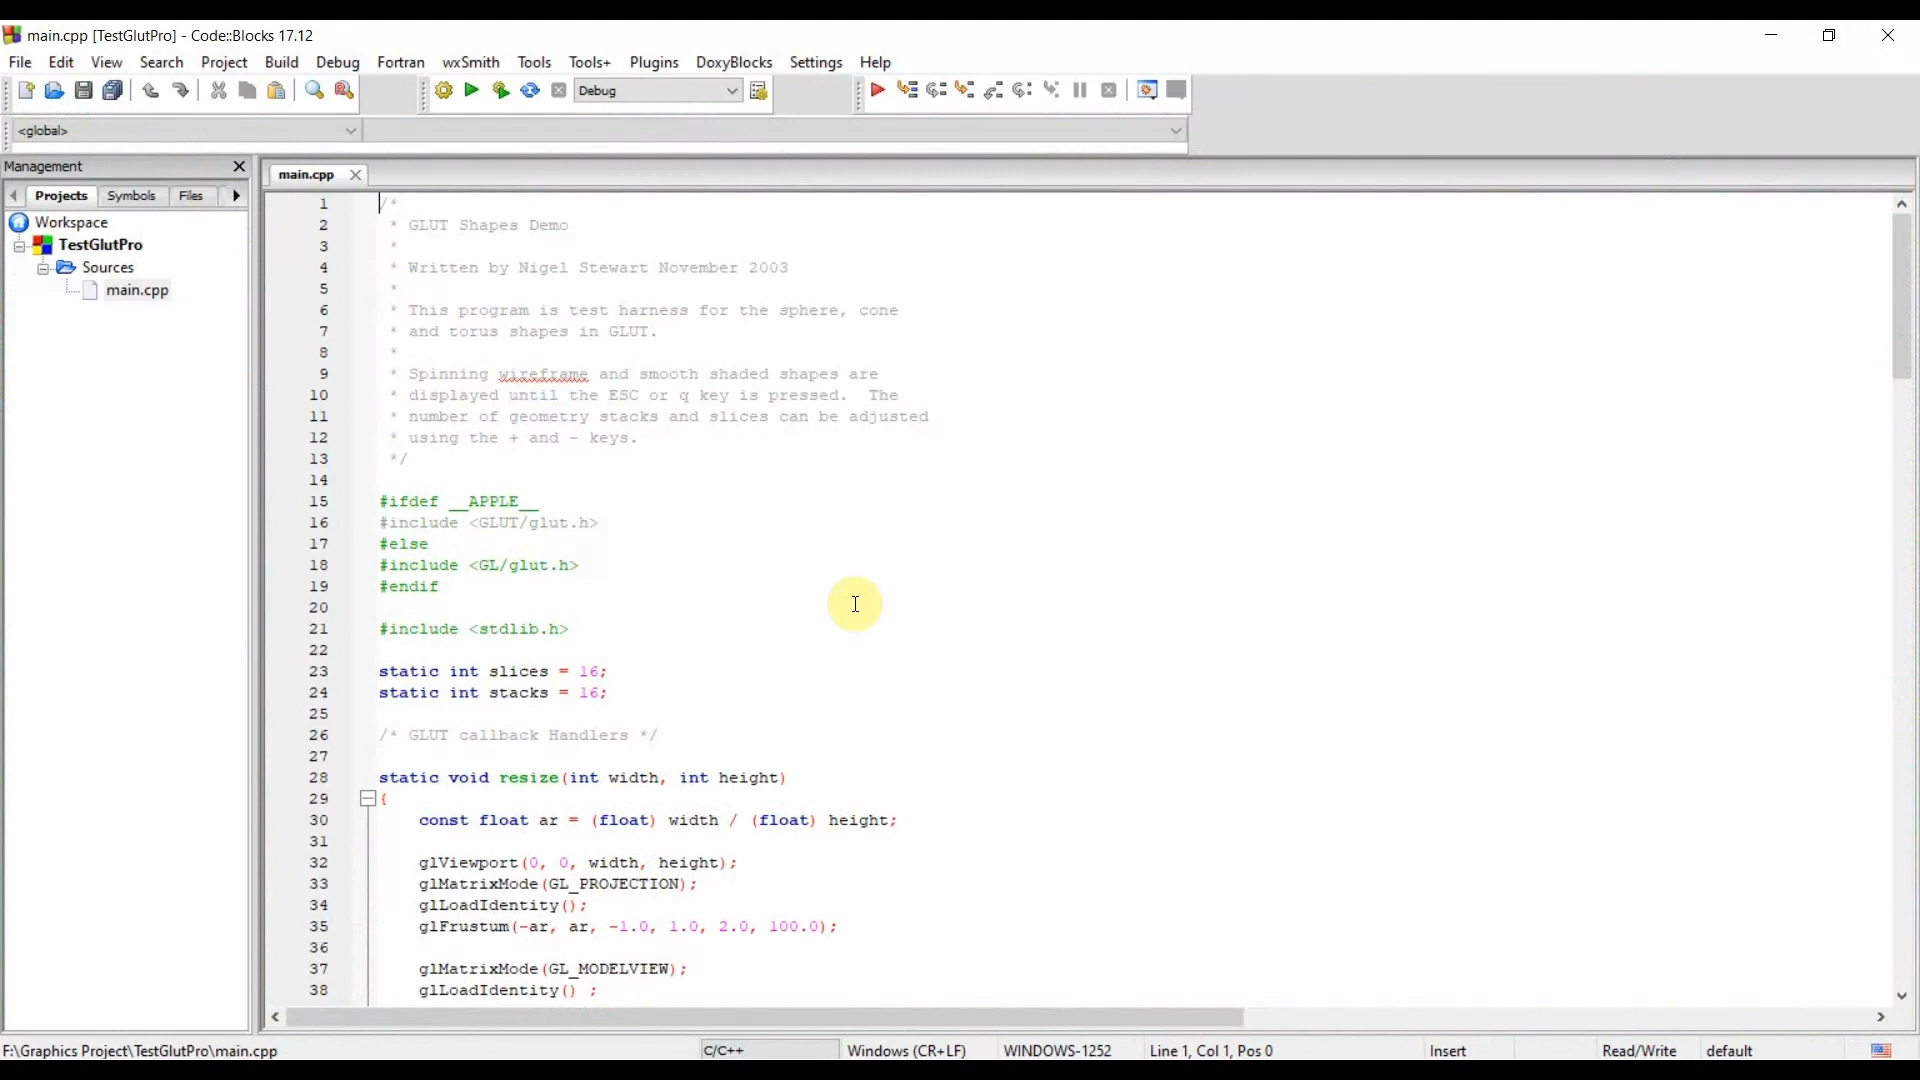 main.cpp [TestGlutPro] - Code::Blocks 17.12
File Edit View Search Project Build Debug Fortran wxSmith Tools Tools+ Plugins DoxyBlocks Settings Help
Debug
<global>
Management
Projects Symbols Files
Workspace
TestGlutPro
Sources
main.cpp
main.cpp
1 /*
2 * GLUT Shapes Demo
3 *
4 * Written by Nigel Stewart November 2003
5 *
6 * This program is test harness for the sphere, cone
7 * and torus shapes in GLUT.
8 *
9 * Spinning wireframe and smooth shaded shapes are
10 * displayed until the ESC or q key is pressed.  The
11 * number of geometry stacks and slices can be adjusted
12 * using the + and - keys.
13 */
14
15 #ifdef __APPLE__
16 #include <GLUT/glut.h>
17 #else
18 #include <GL/glut.h>
19 #endif
20
21 #include <stdlib.h>
22
23 static int slices = 16;
24 static int stacks = 16;
25
26 /* GLUT callback Handlers */
27
28 static void resize(int width, int height)
29 {
30 const float ar = (float) width / (float) height;
31
32 glViewport(0, 0, width, height);
33 glMatrixMode(GL_PROJECTION);
34 glLoadIdentity();
35 glFrustum(-ar, ar, -1.0, 1.0, 2.0, 100.0);
36
37 glMatrixMode(GL_MODELVIEW);
38 glLoadIdentity() ;
F:\Graphics Project\TestGlutPro\main.cpp C/C++ Windows (CR+LF) WINDOWS-1252 Line 1, Col 1, Pos 0 Insert Read/Write default